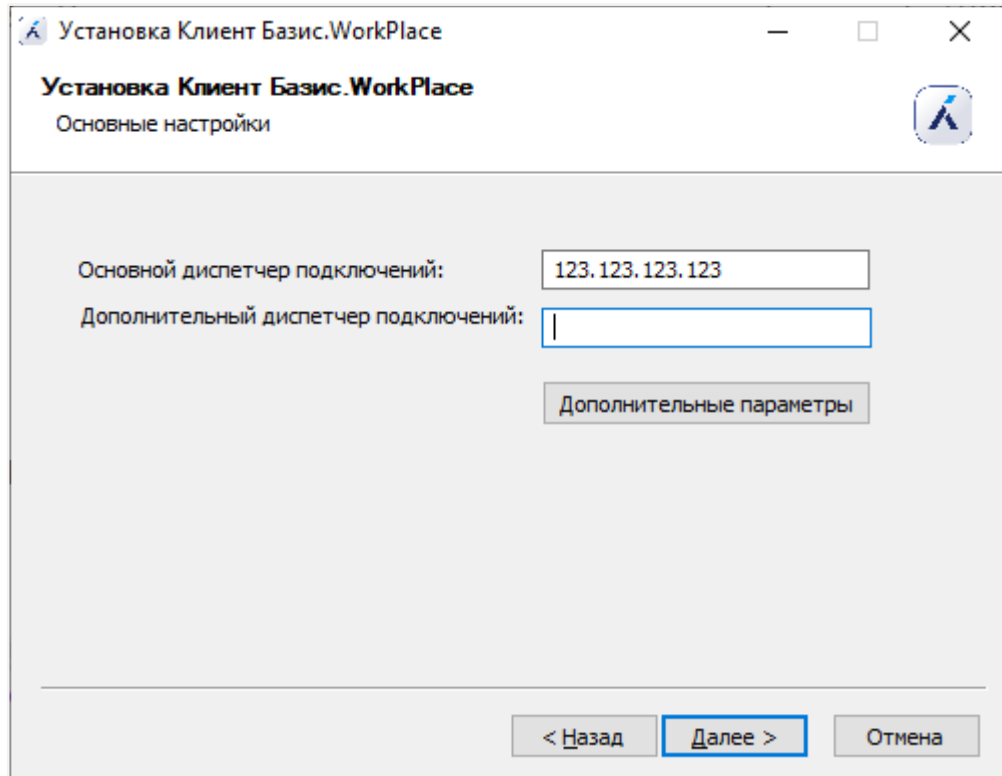 Установка Клиент Базис.WorkPlace
Установка Клиент Базис.WorkPlace
Основные настройки
Основной диспетчер подключений: 123.123.123.123
Дополнительный диспетчер подключений:
Дополнительные параметры
< Назад Далее > Отмена